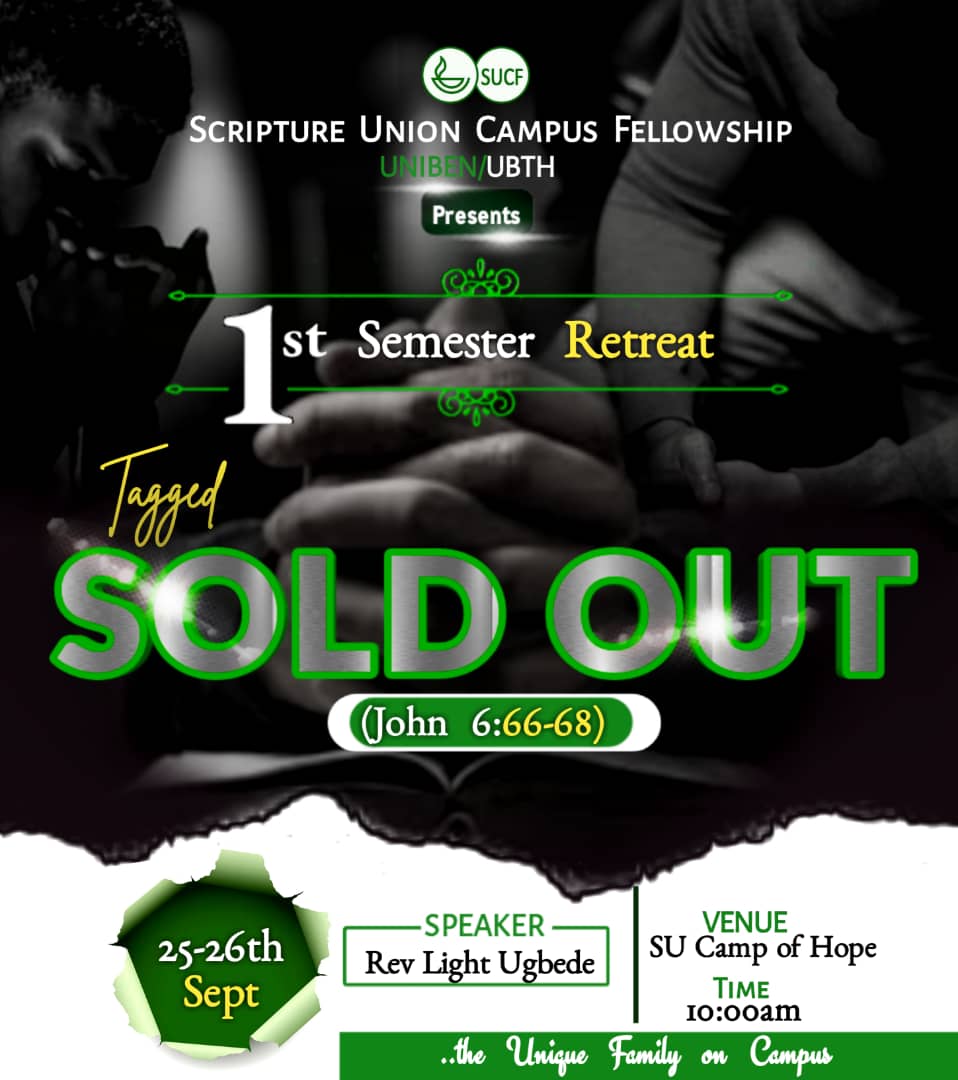 SUCF
Scripture Union Campus Fellowship
UNIBEN/UBTH
Presents
1st Semester Retreat
Tagged
SOLD OUT
(John 6:66-68)
25-26th
Sept
SPEAKER
Rev Light Ugbede
VENUE
SU Camp of Hope
TIME
10:00am
..the Unique Family on Campus